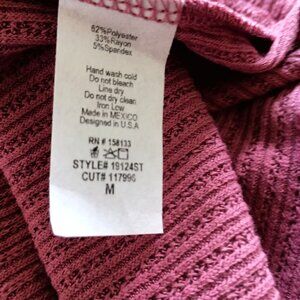 62%Polyester
33%Rayon
5%Spandex
Hand wash cold
Do not bleach
Line dry
Do not dry clean
Iron Low
Made in MEXICO
Designed in U.S.A
RN # 158133
STYLE# 19124ST
CUT# 117996
M